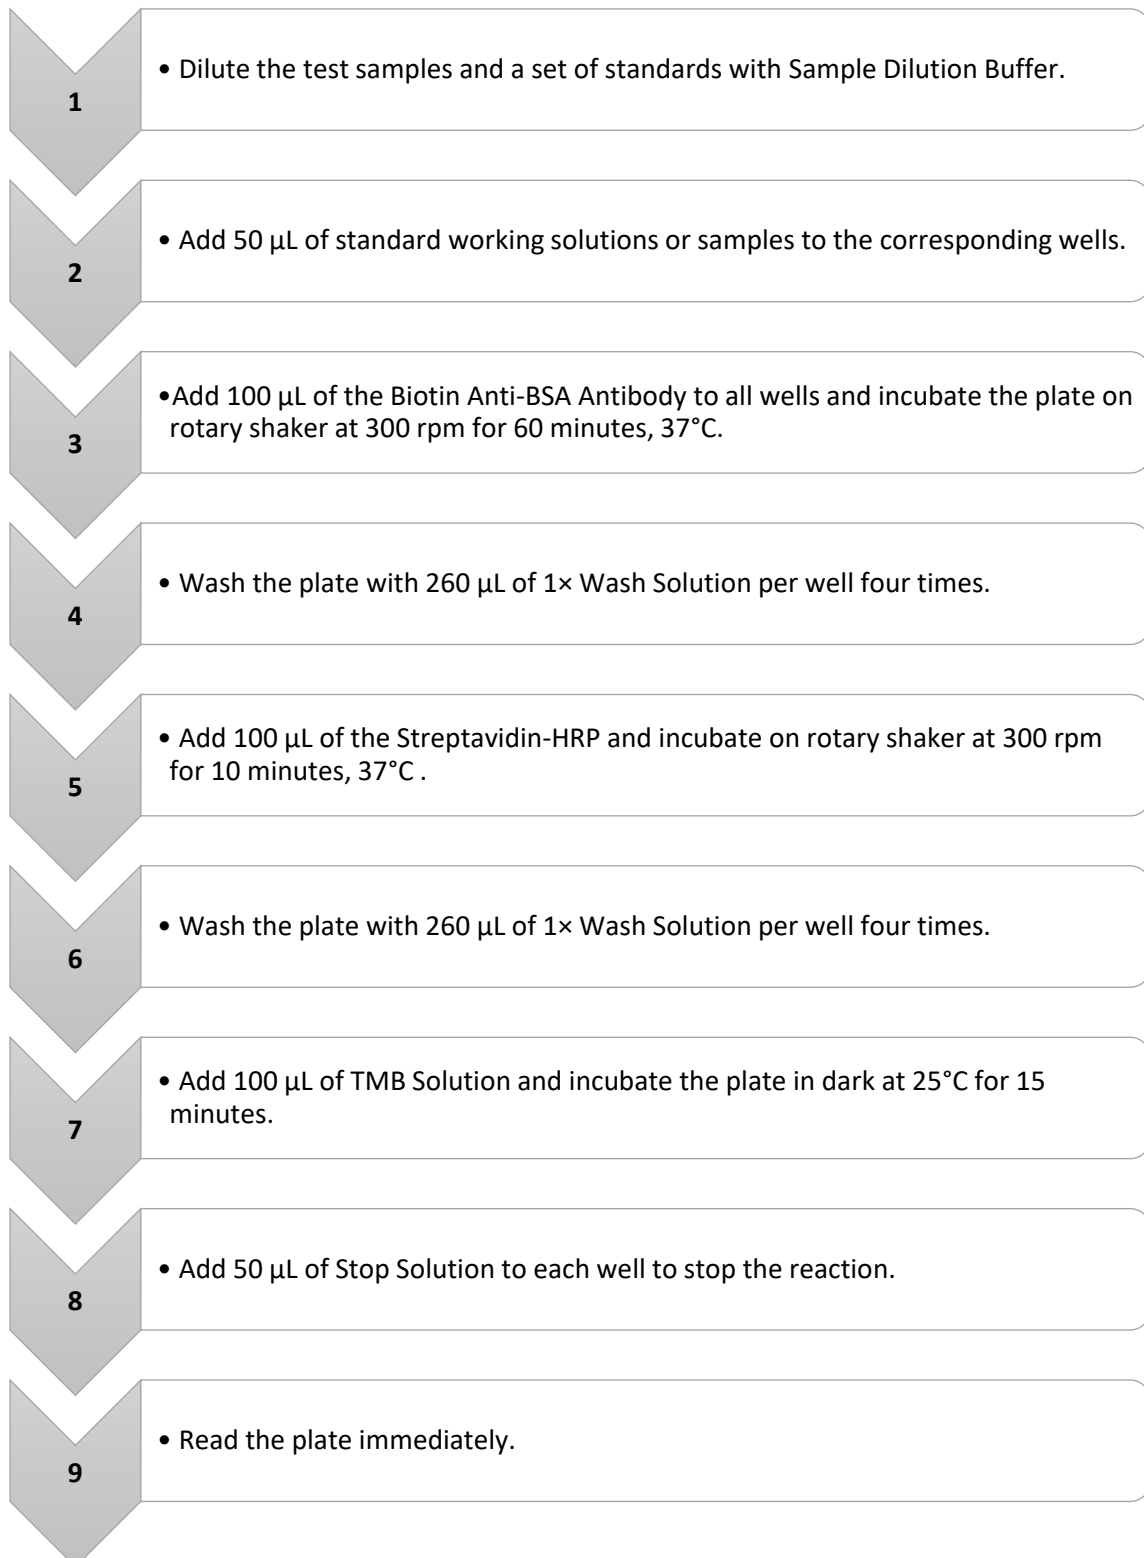 1
• Dilute the test samples and a set of standards with Sample Dilution Buffer.
2
• Add 50 µL of standard working solutions or samples to the corresponding wells.
3
•Add 100 µL of the Biotin Anti-BSA Antibody to all wells and incubate the plate on
rotary shaker at 300 rpm for 60 minutes, 37°C.
4
• Wash the plate with 260 µL of 1× Wash Solution per well four times.
5
• Add 100 µL of the Streptavidin-HRP and incubate on rotary shaker at 300 rpm
for 10 minutes, 37°C .
6
• Wash the plate with 260 µL of 1× Wash Solution per well four times.
7
• Add 100 µL of TMB Solution and incubate the plate in dark at 25°C for 15
minutes.
8
• Add 50 µL of Stop Solution to each well to stop the reaction.
9
• Read the plate immediately.